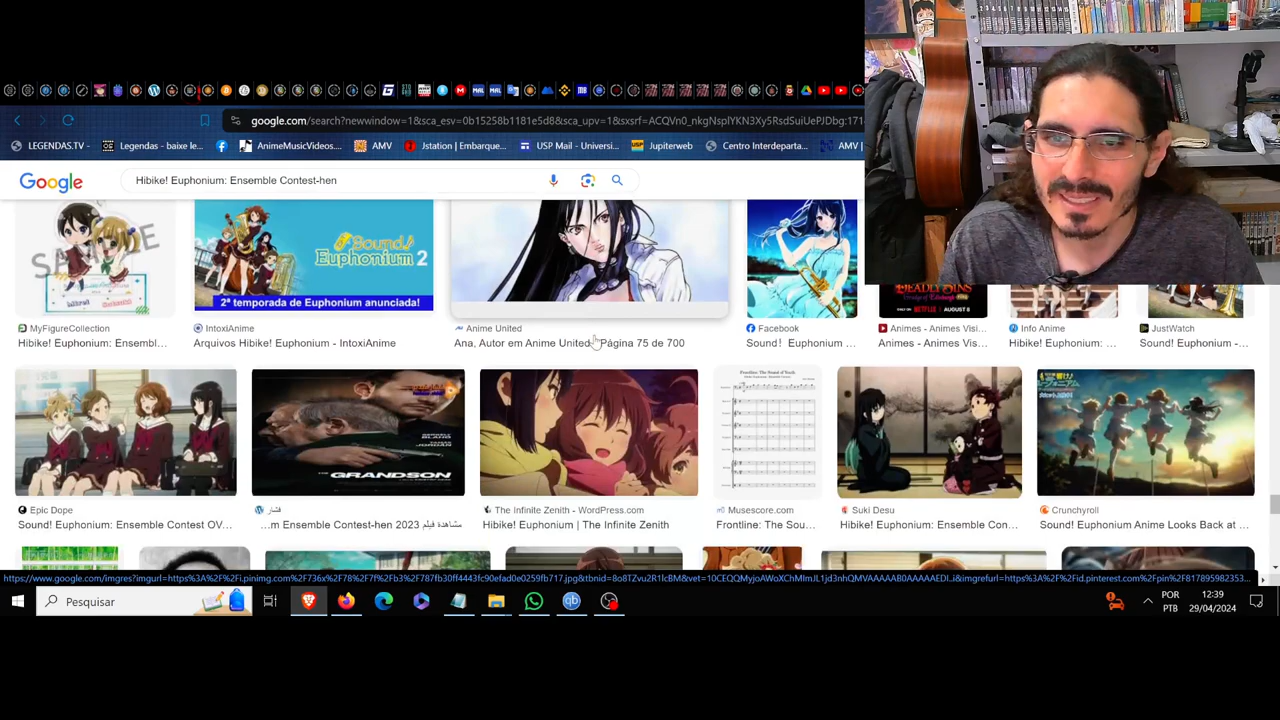 google.com/search?newwindow=1&sca_esv=0b15258b1181e5d8&sca_upv=1&sxsrf=ACQVn0_nkgNsplYKN3Xy5RsdSuiUePJDbg:171
LEGENDAS.TV - Legendas - baixe le... AnimeMusicVideos.... AMV Jstation | Embarque... USP Mail - Universi... Jupiterweb Centro Interdeparta... AMV |
Google Hibike! Euphonium: Ensemble Contest-hen
SAMPLE
Sound! Euphonium 2
2ª temporada de Euphonium anunciada!
DEADLY SINS
NETFLIX | AUGUST 8
MyFigureCollection IntoxiAnime Anime United Facebook Animes - Animes Visi... Info Anime JustWatch
Hibike! Euphonium: Ensembl... Arquivos Hibike! Euphonium - IntoxiAnime Ana, Autor em Anime United - Página 75 de 700 Sound！ Euphonium ... Animes - Animes Vis... Hibike! Euphonium: ... Sound! Euphonium -...
THE
GRANDSON
Frontline: The Sound of Youth
Epic Dope فشار The Infinite Zenith - WordPress.com Musescore.com Suki Desu Crunchyroll
Sound! Euphonium: Ensemble Contest OV... مشاهدة فيلم 2023 m Ensemble Contest-hen... Hibike! Euphonium | The Infinite Zenith Frontline: The Sou... Hibike! Euphonium: Ensemble Con... Sound! Euphonium Anime Looks Back at ...
Pesquisar
POR
PTB
12:39
29/04/2024